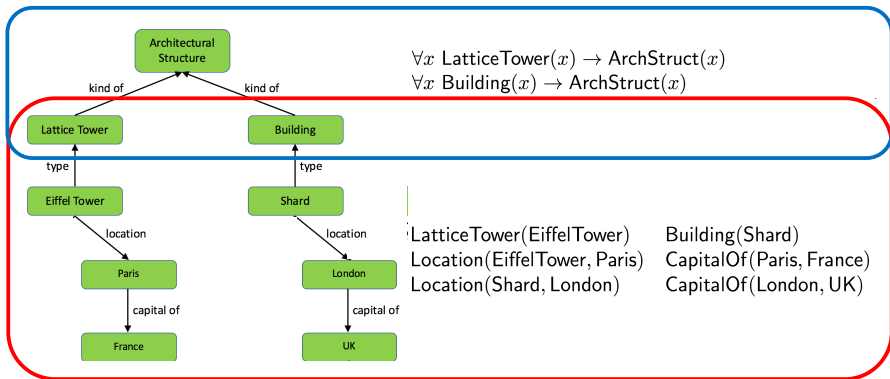 Architectural
Structure
∀x LatticeTower(x) → ArchStruct(x)
∀x Building(x) → ArchStruct(x)
kind of
kind of
Lattice Tower
Building
type
type
Eiffel Tower
Shard
location
location
LatticeTower(EiffelTower)
Building(Shard)
Location(EiffelTower, Paris)
CapitalOf(Paris, France)
Location(Shard, London)
CapitalOf(London, UK)
Paris
London
capital of
capital of
France
UK